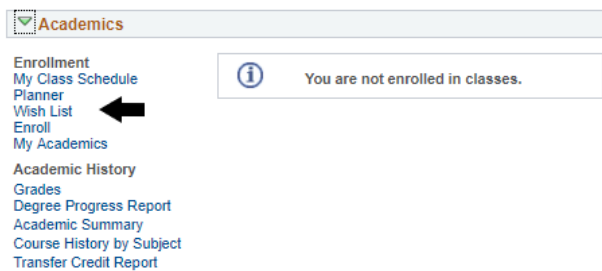 Academics
Enrollment
My Class Schedule
Planner
Wish List
Enroll
My Academics
You are not enrolled in classes.
Academic History
Grades
Degree Progress Report
Academic Summary
Course History by Subject
Transfer Credit Report